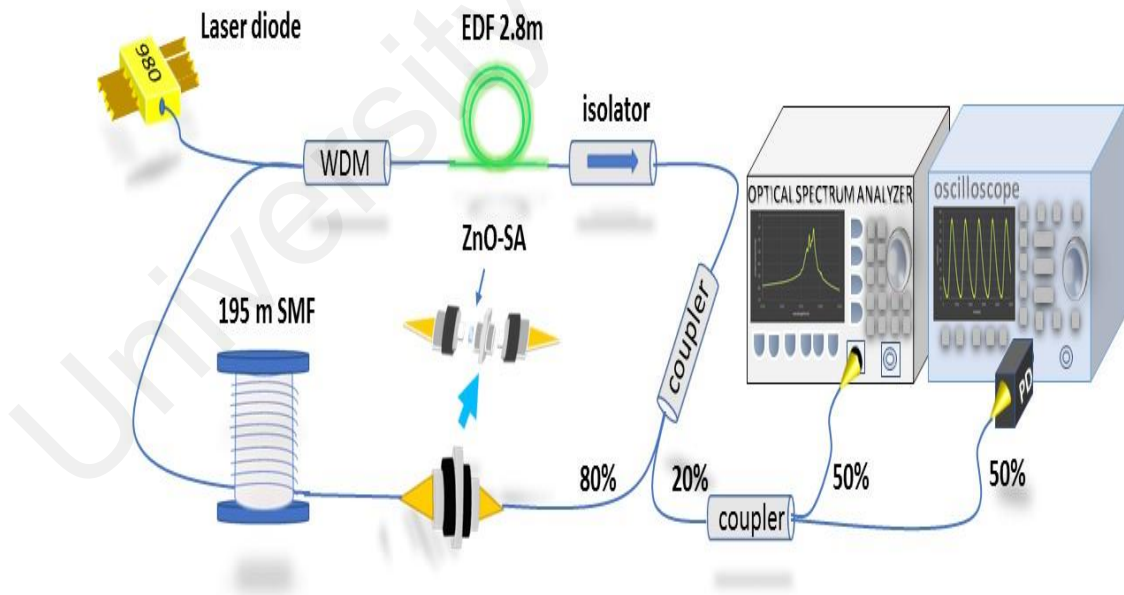 Laser diode
980
EDF 2.8m
isolator
WDM
OPTICAL SPECTRUM ANALYZER
oscilloscope
ZnO-SA
195 m SMF
coupler
PD
80%
20%
50%
50%
coupler
University